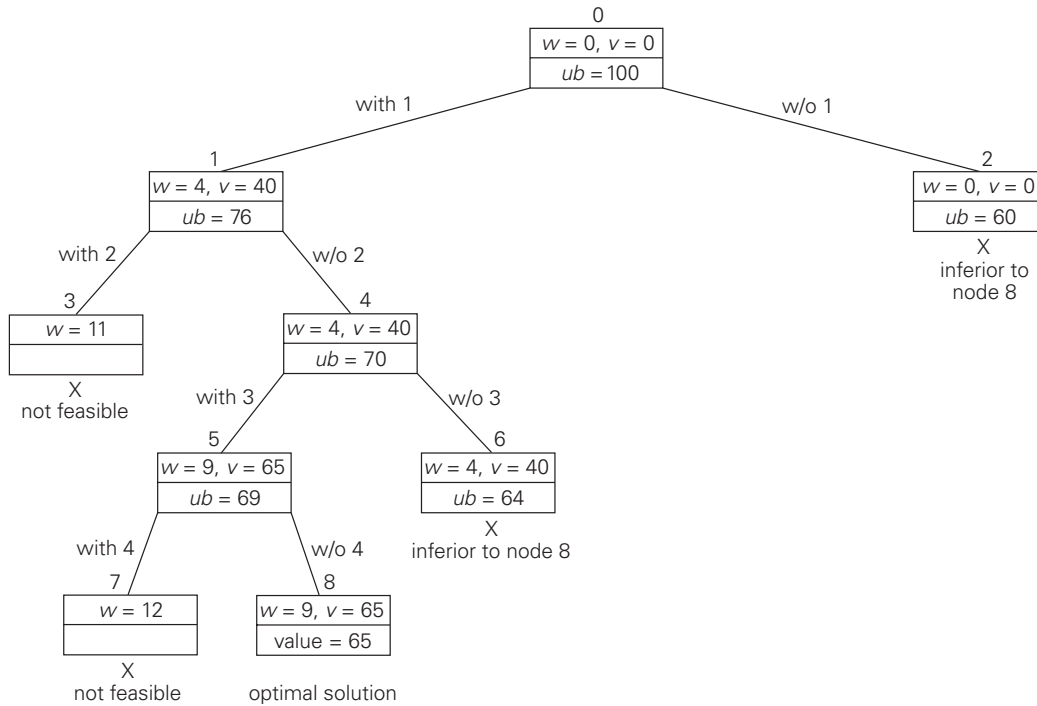 0
w = 0, v = 0
ub = 100
with 1
w/o 1
1
w = 4, v = 40
ub = 76
2
w = 0, v = 0
ub = 60
X
inferior to
node 8
with 2
w/o 2
3
w = 11
X
not feasible
4
w = 4, v = 40
ub = 70
with 3
w/o 3
5
w = 9, v = 65
ub = 69
6
w = 4, v = 40
ub = 64
X
inferior to node 8
with 4
w/o 4
7
w = 12
X
not feasible
8
w = 9, v = 65
value = 65
optimal solution